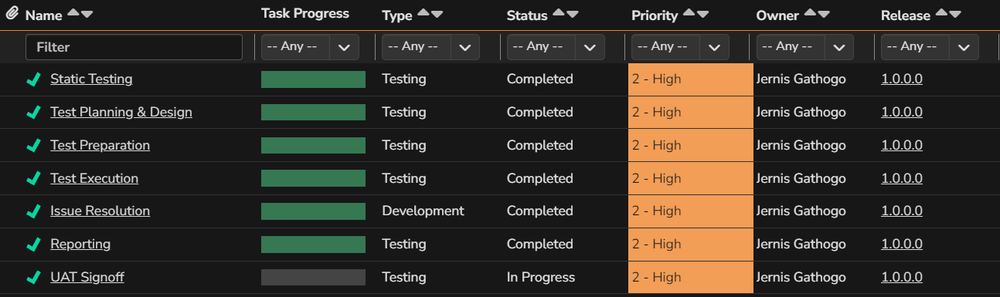 Name Task Progress Type Status Priority Owner Release
Filter -- Any -- -- Any -- -- Any -- -- Any -- -- Any -- -- Any --
Static Testing Testing Completed 2 - High Jernis Gathogo 1.0.0.0
Test Planning & Design Testing Completed 2 - High Jernis Gathogo 1.0.0.0
Test Preparation Testing Completed 2 - High Jernis Gathogo 1.0.0.0
Test Execution Testing Completed 2 - High Jernis Gathogo 1.0.0.0
Issue Resolution Development Completed 2 - High Jernis Gathogo 1.0.0.0
Reporting Testing Completed 2 - High Jernis Gathogo 1.0.0.0
UAT Signoff Testing In Progress 2 - High Jernis Gathogo 1.0.0.0